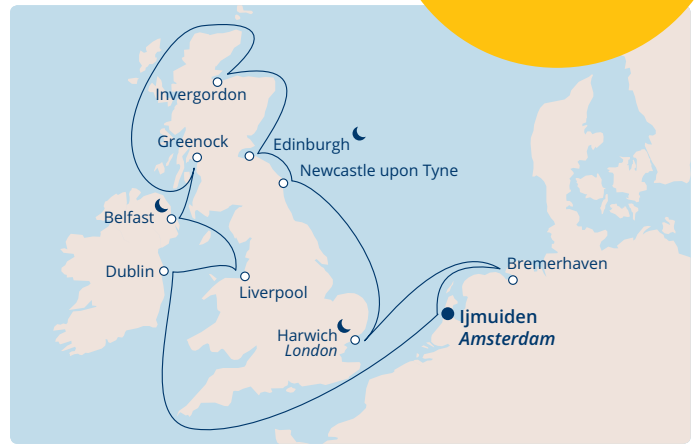 Invergordon
Greenock
Edinburgh
Newcastle upon Tyne
Belfast
Dublin
Liverpool
Bremerhaven
Harwich
London
Ijmuiden
Amsterdam